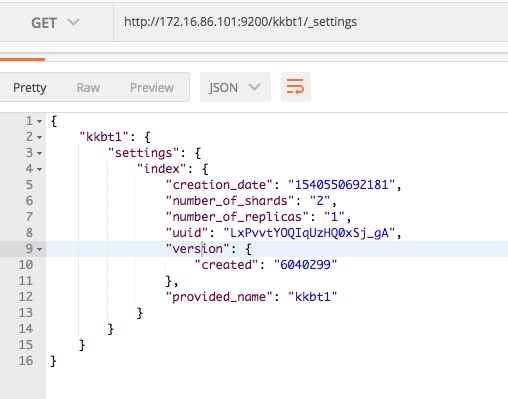 GET http://172.16.86.101:9200/kkbt1/_settings
Pretty Raw Preview JSON
1 {
2 "kkbt1": {
3 "settings": {
4 "index": {
5 "creation_date": "1540550692181",
6 "number_of_shards": "2",
7 "number_of_replicas": "1",
8 "uuid": "LxPvvtYOQIqUzHQ0xSj_gA",
9 "version": {
10 "created": "6040299"
11 },
12 "provided_name": "kkbt1"
13 }
14 }
15 }
16 }